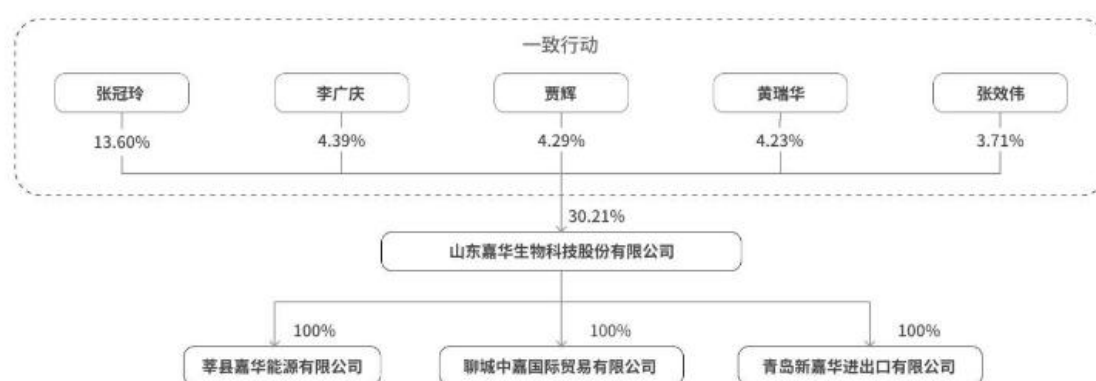 一致行动
张冠玲 李广庆 贾辉 黄瑞华 张效伟
13.60% 4.39% 4.29% 4.23% 3.71%
30.21%
山东嘉华生物科技股份有限公司
100% 100% 100%
莘县嘉华能源有限公司 聊城中嘉国际贸易有限公司 青岛新嘉华进出口有限公司